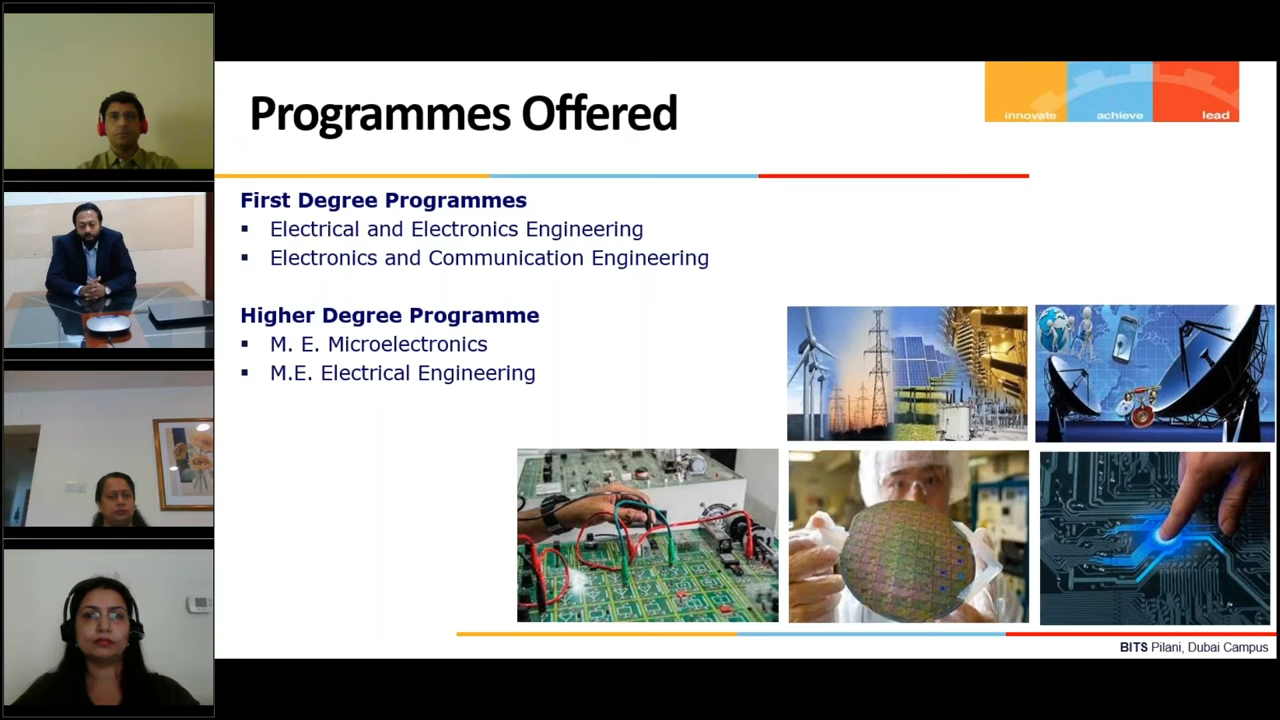 Programmes Offered
innovate achieve lead
First Degree Programmes
▪ Electrical and Electronics Engineering
▪ Electronics and Communication Engineering
Higher Degree Programme
▪ M. E. Microelectronics
▪ M.E. Electrical Engineering
BITS Pilani, Dubai Campus